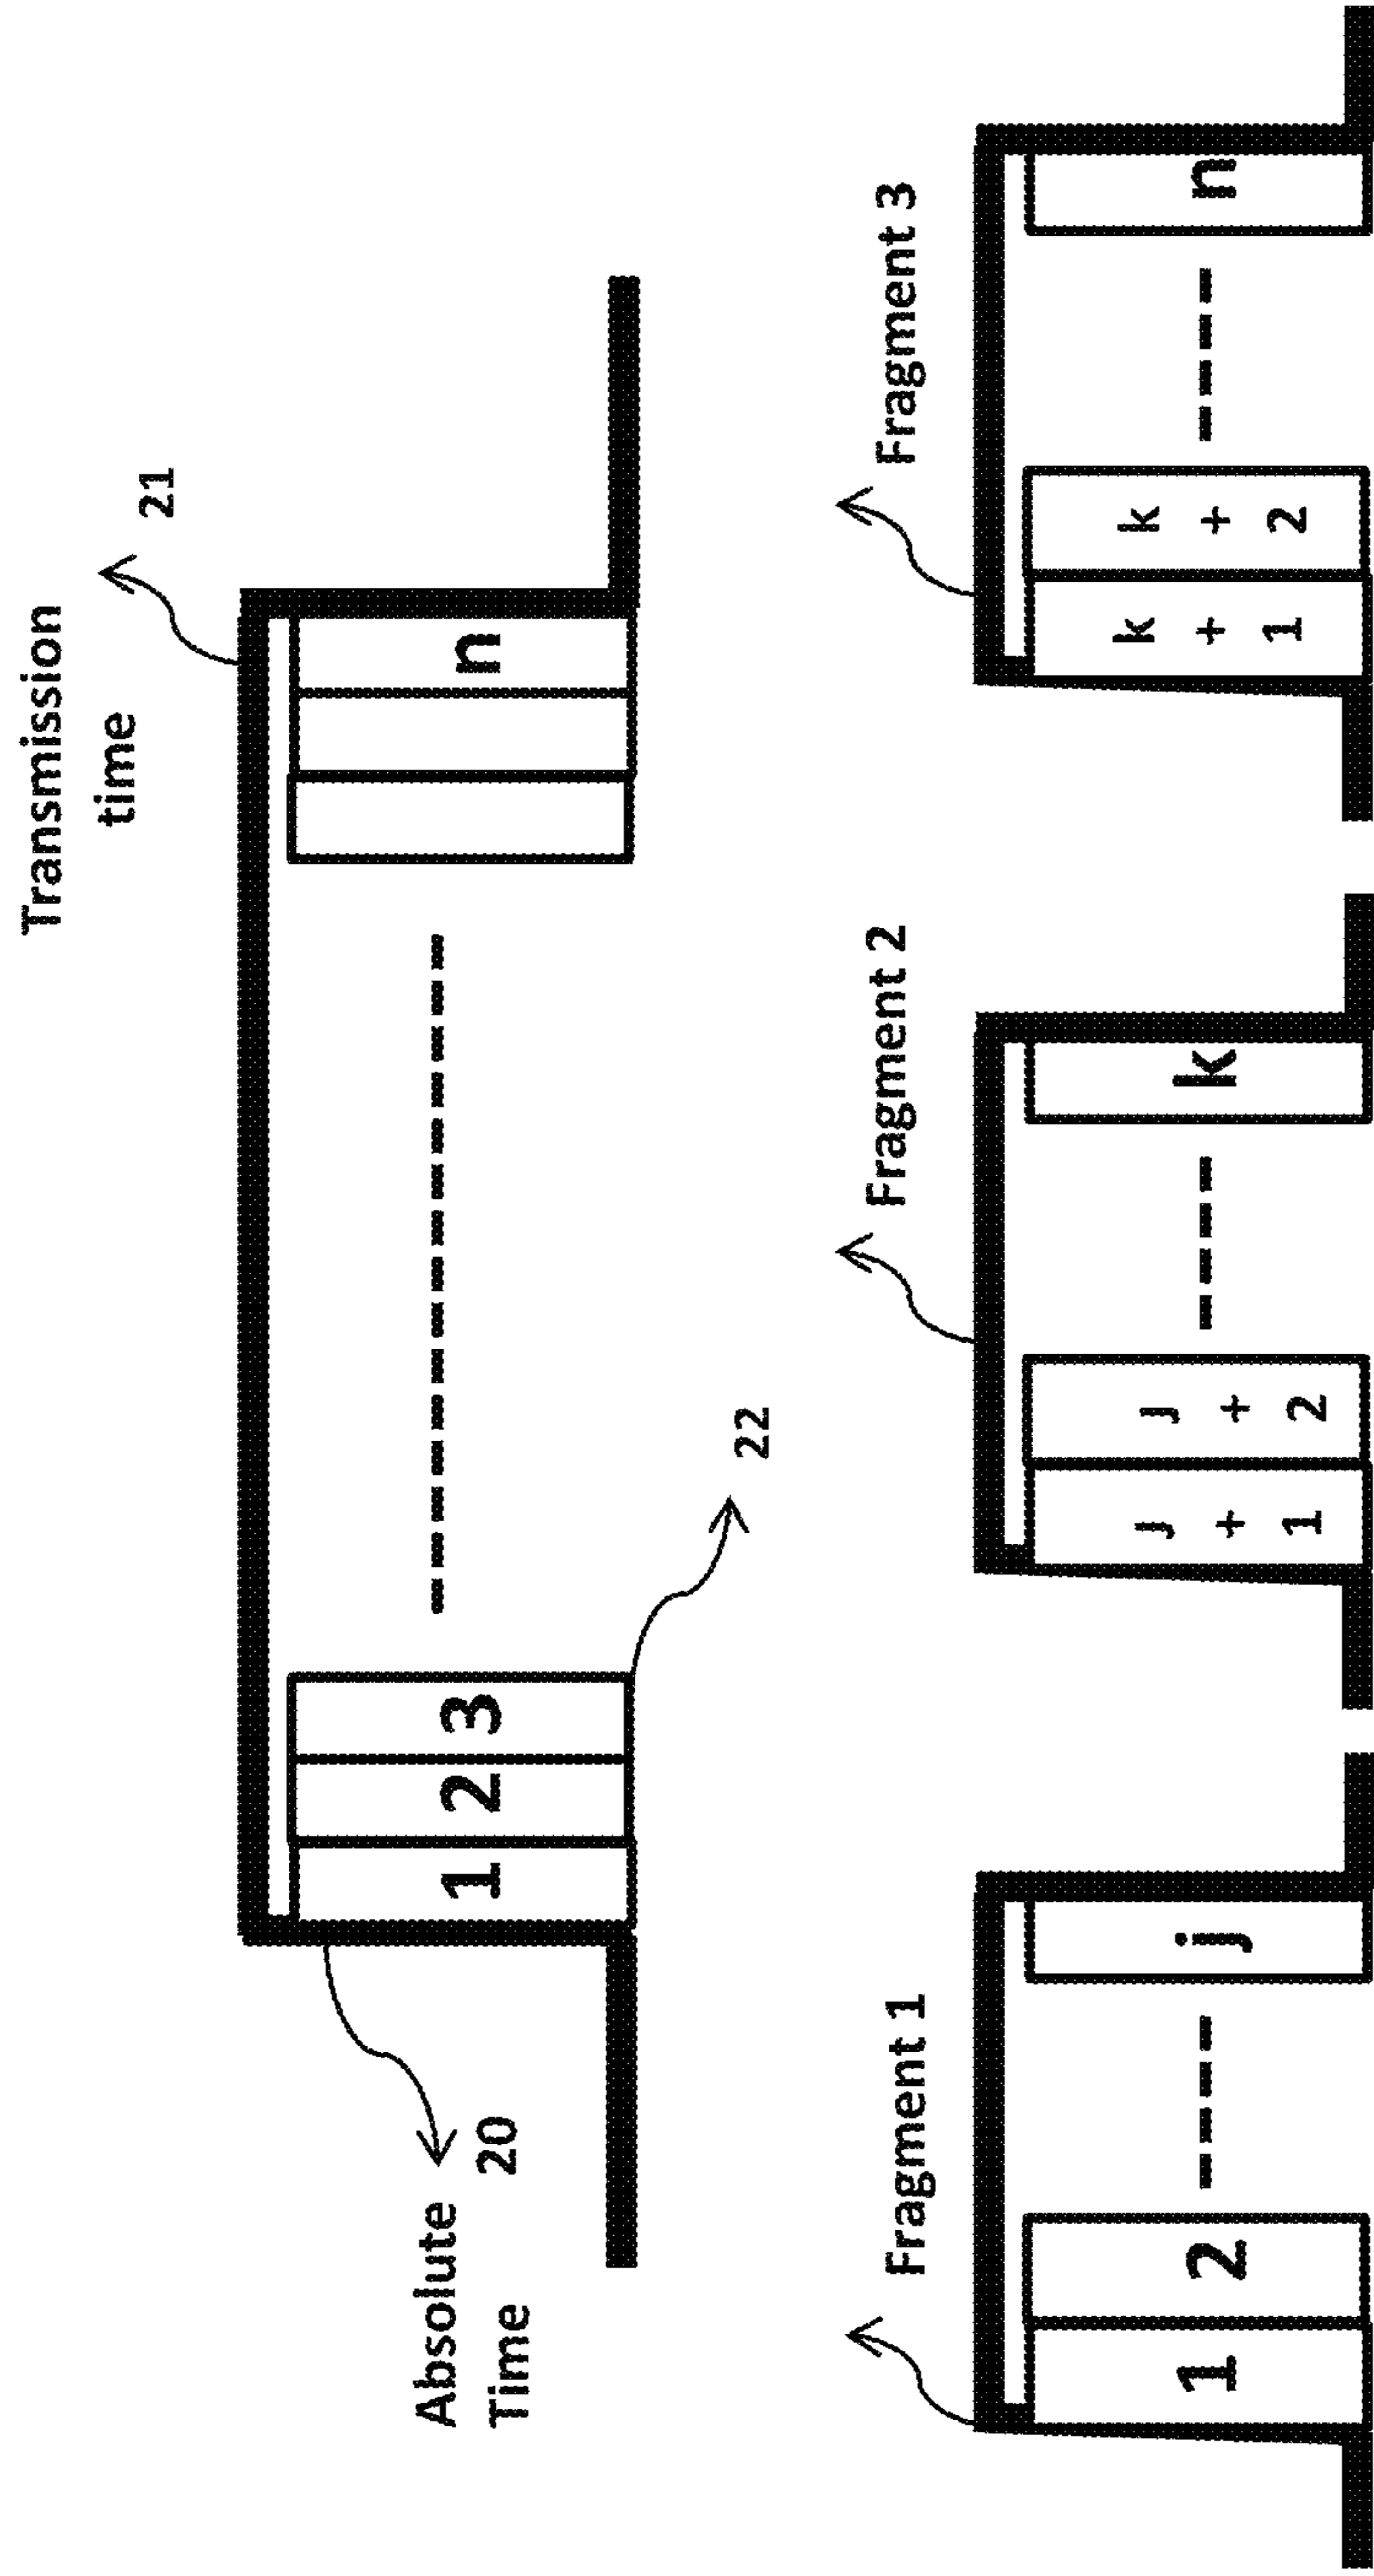 Transmission
time
21
Absolute
Time
20
1 2 3 n
22
Fragment 1
1 2 j
Fragment 2
j + 1 j + 2 k
Fragment 3
k + 1 k + 2 n